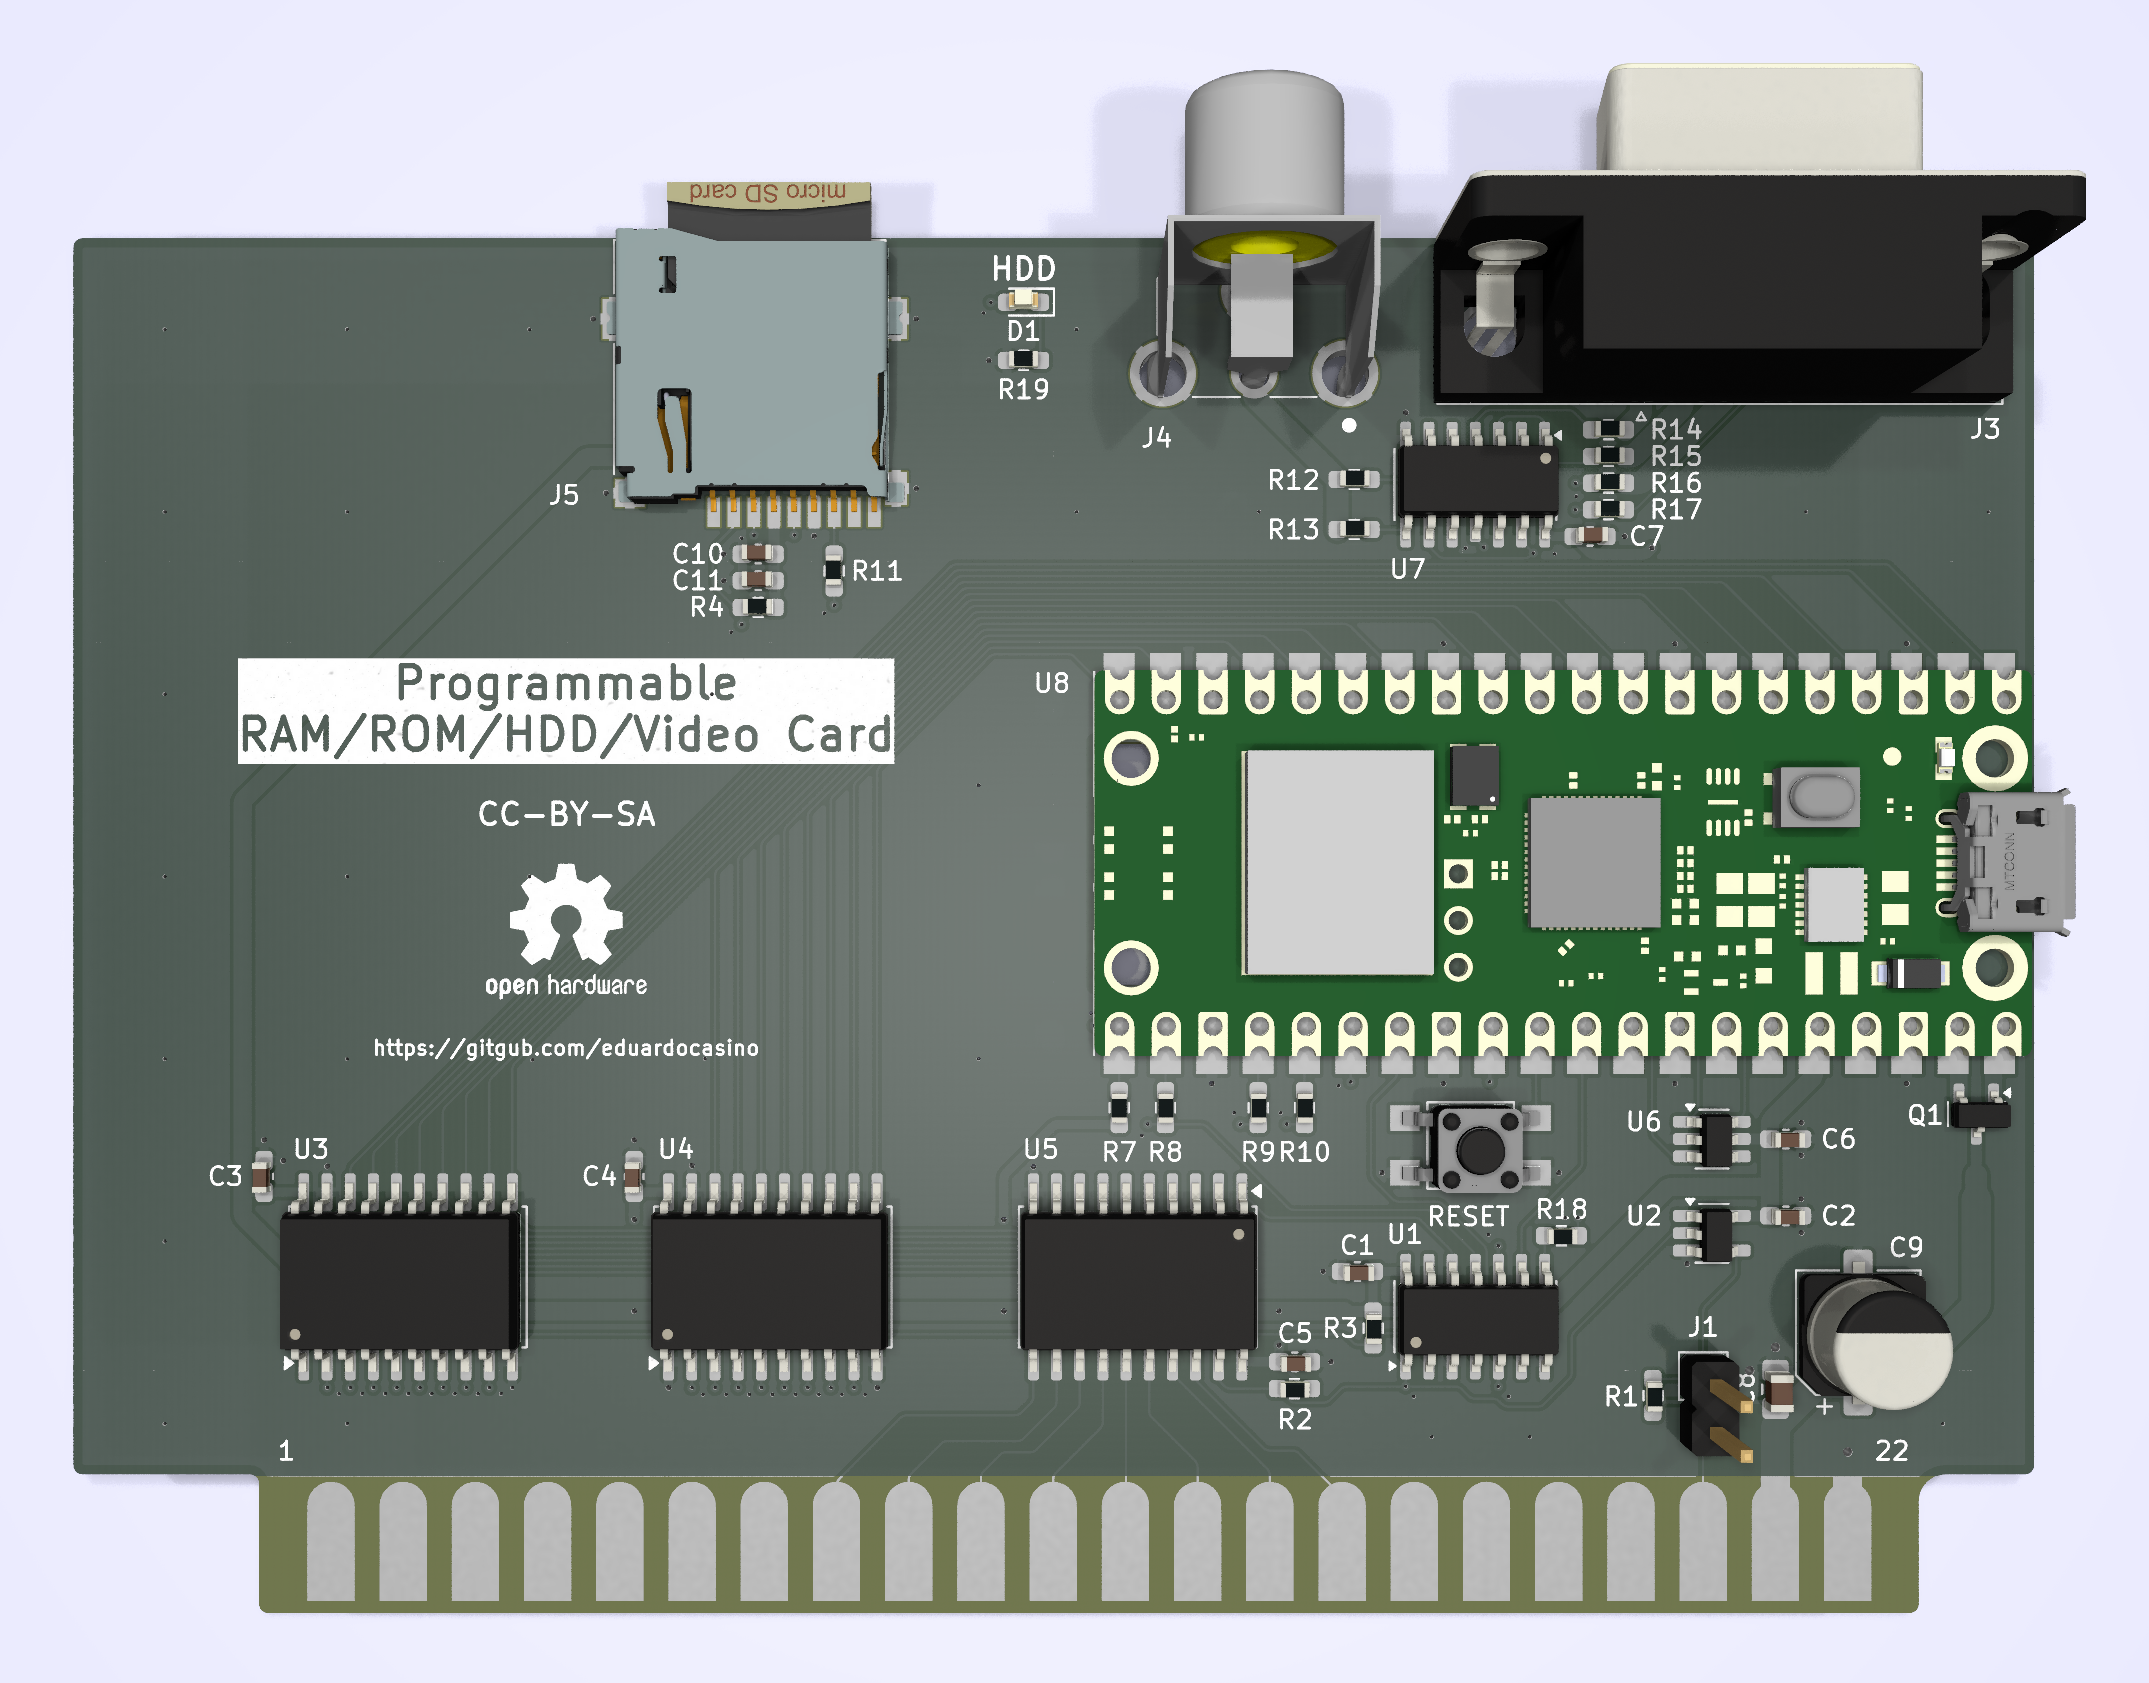 micro SD card
HDD
D1
R19
J4
J3
R14
R15
R16
R17
R12
R13
C7
U7
J5
C10
C11
R4
R11
Programmable
RAM/ROM/HDD/Video Card
U8
CC-BY-SA
MTCONN
open hardware
https://gitgub.com/eduardocasino
R7
R8
R9
R10
U6
C6
Q1
U3
U4
U5
C3
C4
RESET
R18
U2
C2
U1
C1
C9
R3
C5
J1
R1
8
+
R2
1
22